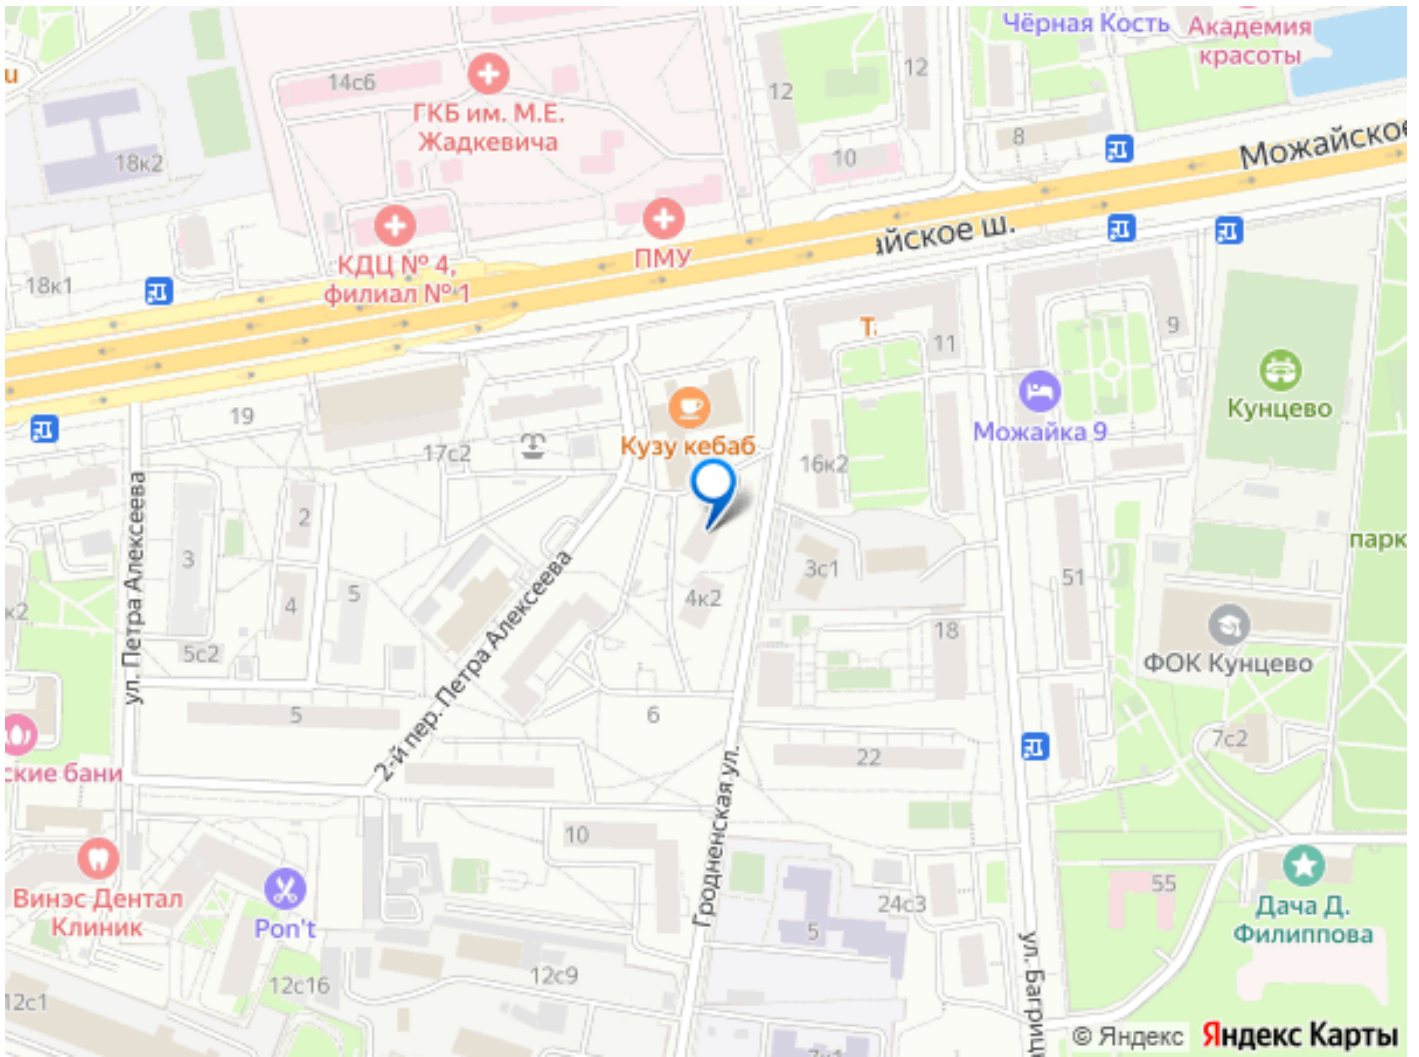 Чёрная Кость
Академия
красоты
u
14с6
12
12
ГКБ им. М.Е.
Жадкевича
8
10
Можайское
18к2
айское ш.
ПМУ
КДЦ № 4,
филиал № 1
18к1
9
11
Кунцево
19
Кузу кебаб
Можайка 9
17с2
16к2
2
ул. Петра Алексеева
3
парк
2-й пер. Петра Алексеева
3с1
51
5
4
4к2
к2
18
5с2
ФОК Кунцево
5
6
7с2
Гродненская ул.
22
ские бани
10
55
Винэс Дентал
Клиник
24с3
Дача Д.
Филиппова
Pon't
5
ул. Багриц
12с9
12с16
12с1
© Яндекс Яндекс Карты